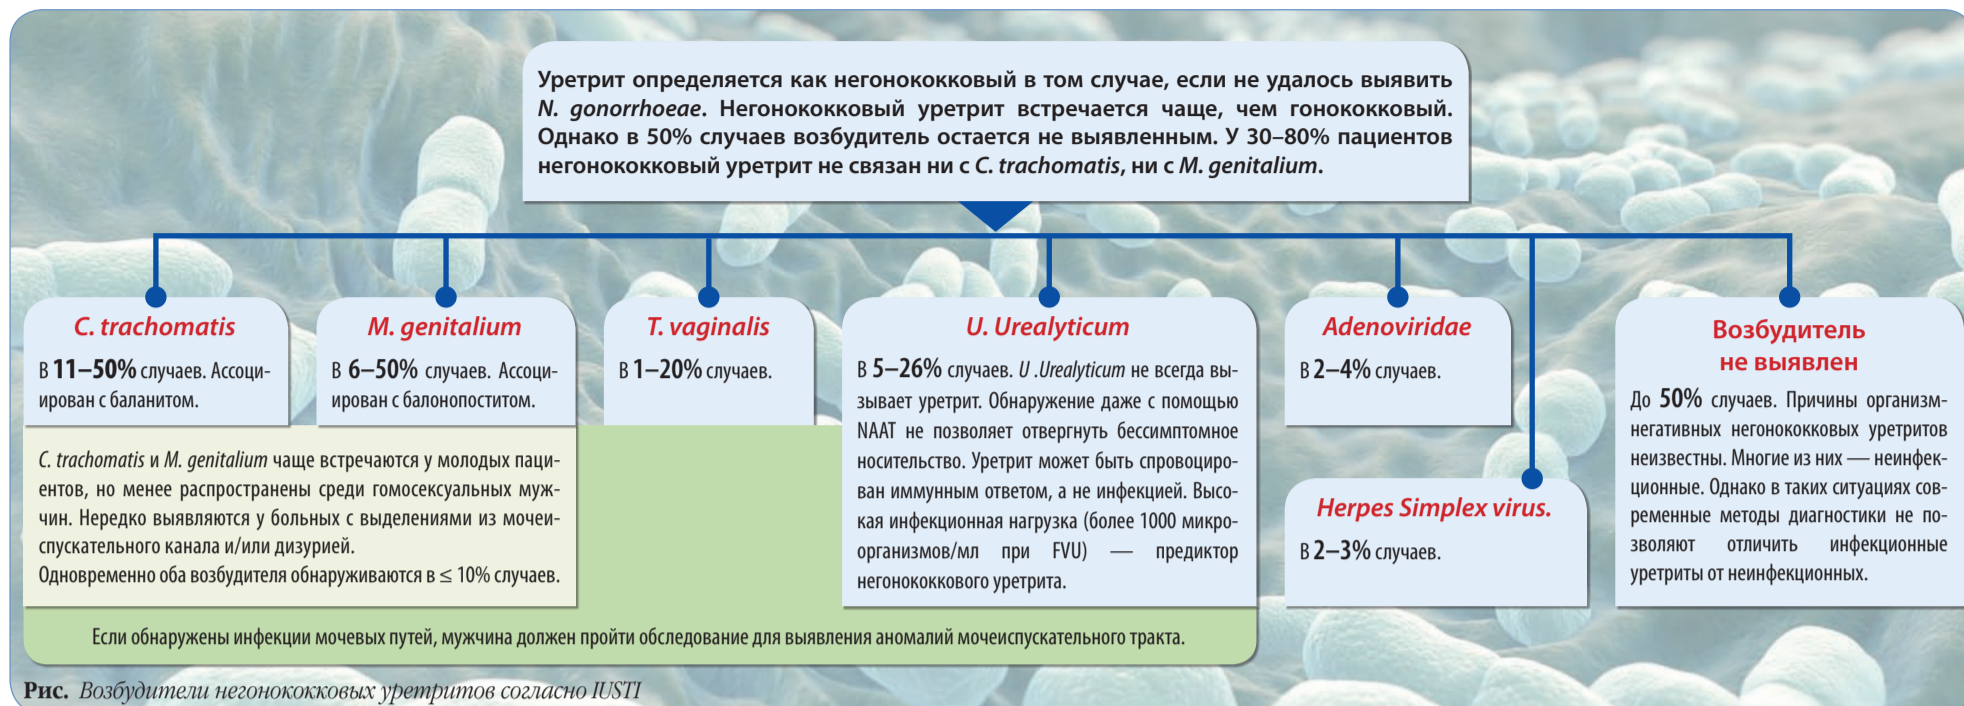 Уретрит определяется как негонококковый в том случае, если не удалось выявить
N. gonorrhoeae. Негонококковый уретрит встречается чаще, чем гонококковый.
Однако в 50% случаев возбудитель остается не выявленным. У 30–80% пациентов
негонококковый уретрит не связан ни с C. trachomatis, ни с M. genitalium.
C. trachomatis
В 11–50% случаев. Ассоци-
ирован с баланитом.
M. genitalium
В 6–50% случаев. Ассоци-
ирован с балонопоститом.
C. trachomatis и M. genitalium чаще встречаются у молодых паци-
ентов, но менее распространены среди гомосексуальных муж-
чин. Нередко выявляются у больных с выделениями из мочеи-
спускательного канала и/или дизурией.
Одновременно оба возбудителя обнаруживаются в ≤ 10% случаев.
T. vaginalis
В 1–20% случаев.
U. Urealyticum
В 5–26% случаев. U .Urealyticum не всегда вы-
зывает уретрит. Обнаружение даже с помощью
NAAT не позволяет отвергнуть бессимптомное
носительство. Уретрит может быть спровоциро-
ван иммунным ответом, а не инфекцией. Высо-
кая инфекционная нагрузка (более 1000 микро-
организмов/мл при FVU) — предиктор
негонококкового уретрита.
Adenoviridae
В 2–4% случаев.
Herpes Simplex virus.
В 2–3% случаев.
Возбудитель
не выявлен
До 50% случаев. Причины организм-
негативных негонококковых уретритов
неизвестны. Многие из них — неинфек-
ционные. Однако в таких ситуациях сов-
ременные методы диагностики не по-
зволяют отличить инфекционные
уретриты от неинфекционных.
Если обнаружены инфекции мочевых путей, мужчина должен пройти обследование для выявления аномалий мочеиспускательного тракта.
Рис. Возбудители негонококковых уретритов согласно IUSTI